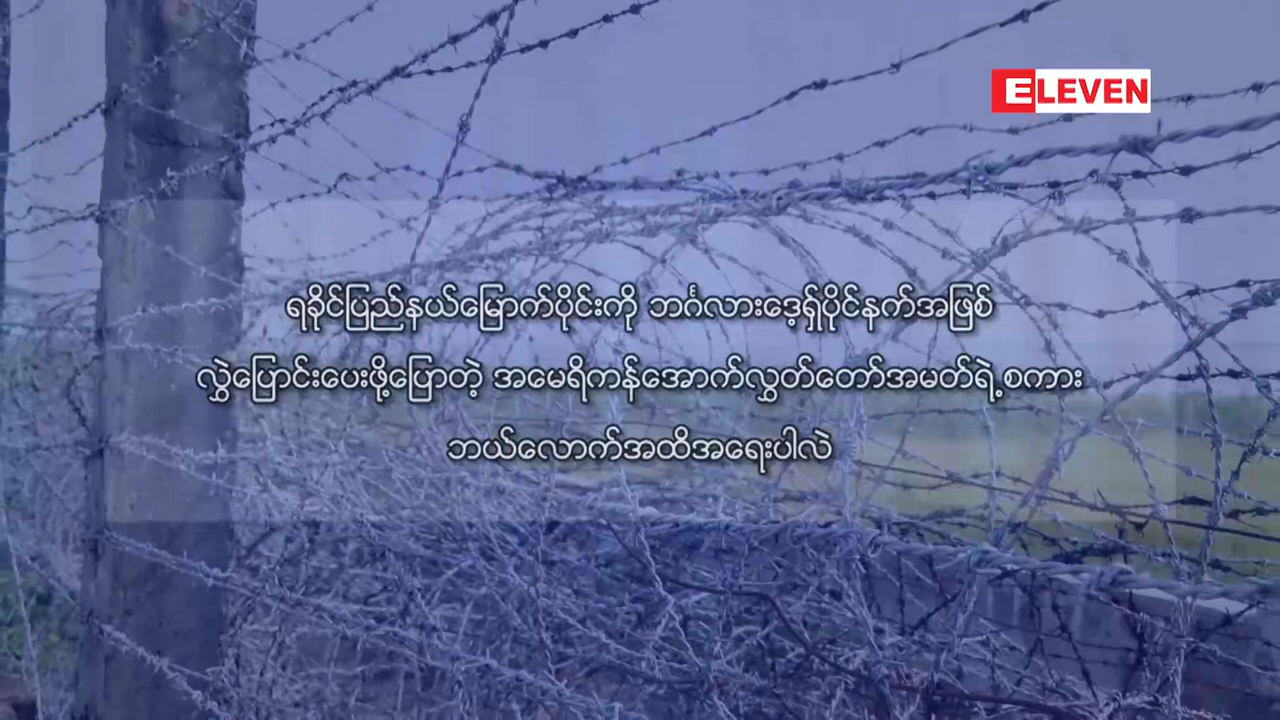 ELEVEN
ရခိုင်ပြည်နယ်မြောက်ပိုင်းကို ဘင်္ဂလားဒေ့ရှ်ပိုင်နက်အဖြစ်
လွှဲပြောင်းပေးဖို့ပြောတဲ့ အမေရိကန်အောက်လွှတ်တော်အမတ်ရဲ့စကား
ဘယ်လောက်အထိအရေးပါလဲ